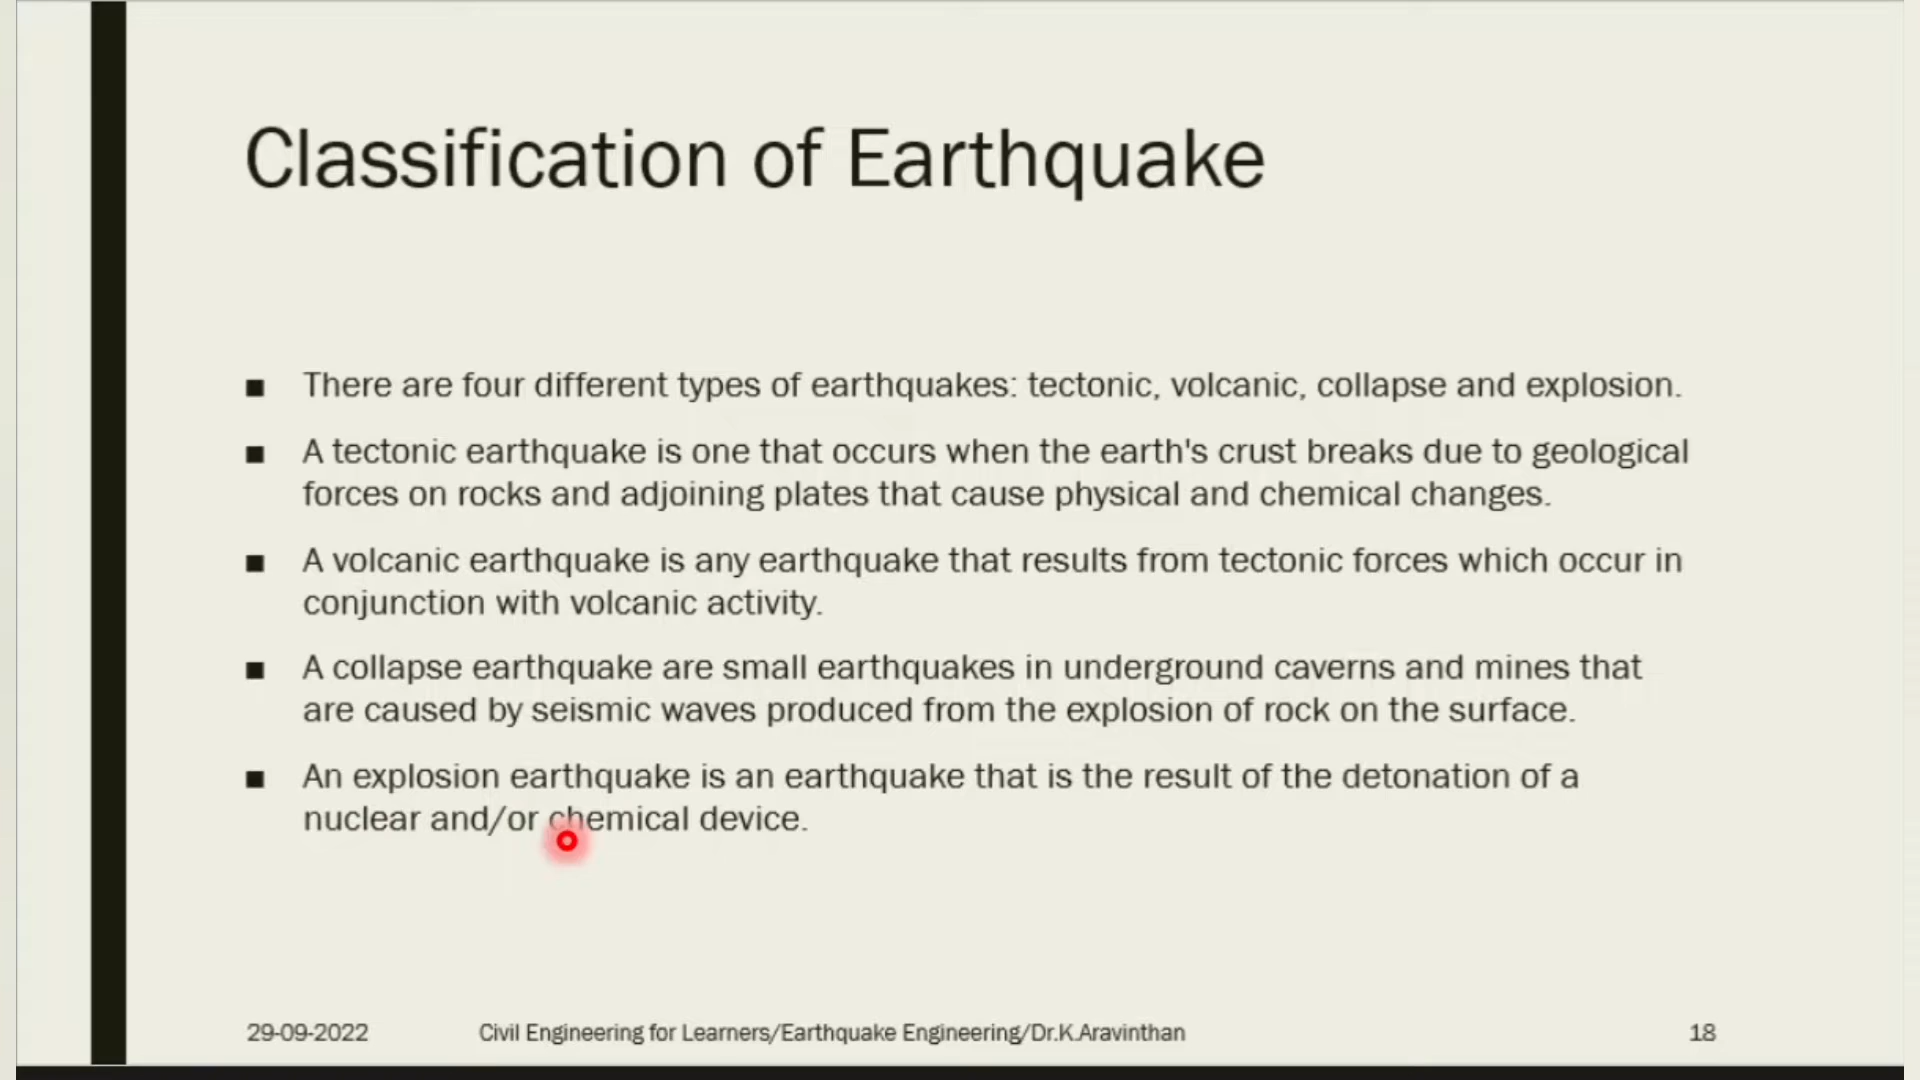 Classification of Earthquake
■ There are four different types of earthquakes: tectonic, volcanic, collapse and explosion.
■ A tectonic earthquake is one that occurs when the earth's crust breaks due to geological
forces on rocks and adjoining plates that cause physical and chemical changes.
■ A volcanic earthquake is any earthquake that results from tectonic forces which occur in
conjunction with volcanic activity.
■ A collapse earthquake are small earthquakes in underground caverns and mines that
are caused by seismic waves produced from the explosion of rock on the surface.
■ An explosion earthquake is an earthquake that is the result of the detonation of a
nuclear and/or chemical device.
29-09-2022 Civil Engineering for Learners/Earthquake Engineering/Dr.K.Aravinthan 18